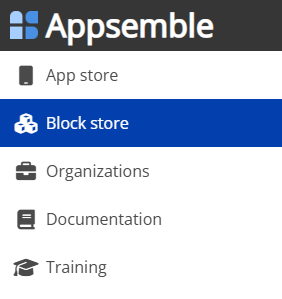 Appsemble
App store
Block store
Organizations
Documentation
Training